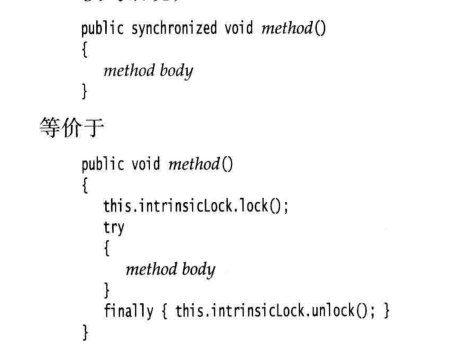 public synchronized void method()
{
method body
}
等价于
public void method()
{
this.intrinsicLock.lock();
try
{
method body
}
finally { this.intrinsicLock.unlock(); }
}